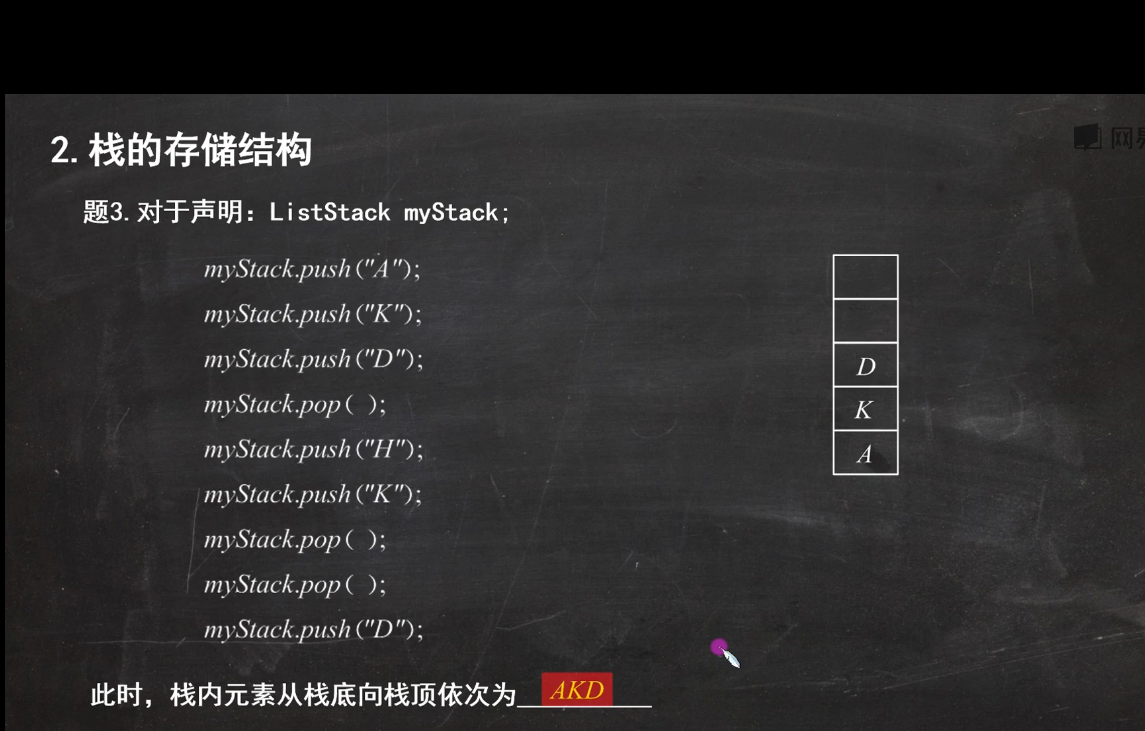 网易
2.栈的存储结构
题3.对于声明：ListStack myStack;
myStack.push("A");
myStack.push("K");
myStack.push("D");
myStack.pop( );
myStack.push("H");
myStack.push("K");
myStack.pop( );
myStack.pop( );
myStack.push("D");
D
K
A
此时，栈内元素从栈底向栈顶依次为 AKD